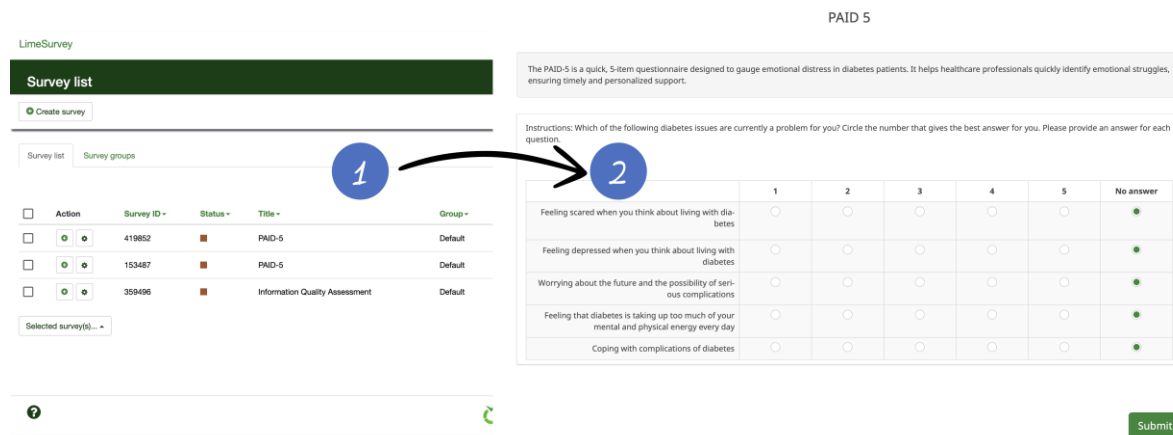 LimeSurvey
Survey list
Create survey
Survey list Survey groups
1
Action Survey ID Status Title Group
419852 PAID-5 Default
153487 PAID-5 Default
359496 Information Quality Assessment Default
Selected survey(s)...
?
PAID 5
The PAID-5 is a quick, 5-item questionnaire designed to gauge emotional distress in diabetes patients. It helps healthcare professionals quickly identify emotional struggles,
ensuring timely and personalized support.
Instructions: Which of the following diabetes issues are currently a problem for you? Circle the number that gives the best answer for you. Please provide an answer for each
question.
2
1 2 3 4 5 No answer
Feeling scared when you think about living with dia-
betes
Feeling depressed when you think about living with
diabetes
Worrying about the future and the possibility of seri-
ous complications
Feeling that diabetes is taking up too much of your
mental and physical energy every day
Coping with complications of diabetes
Submit